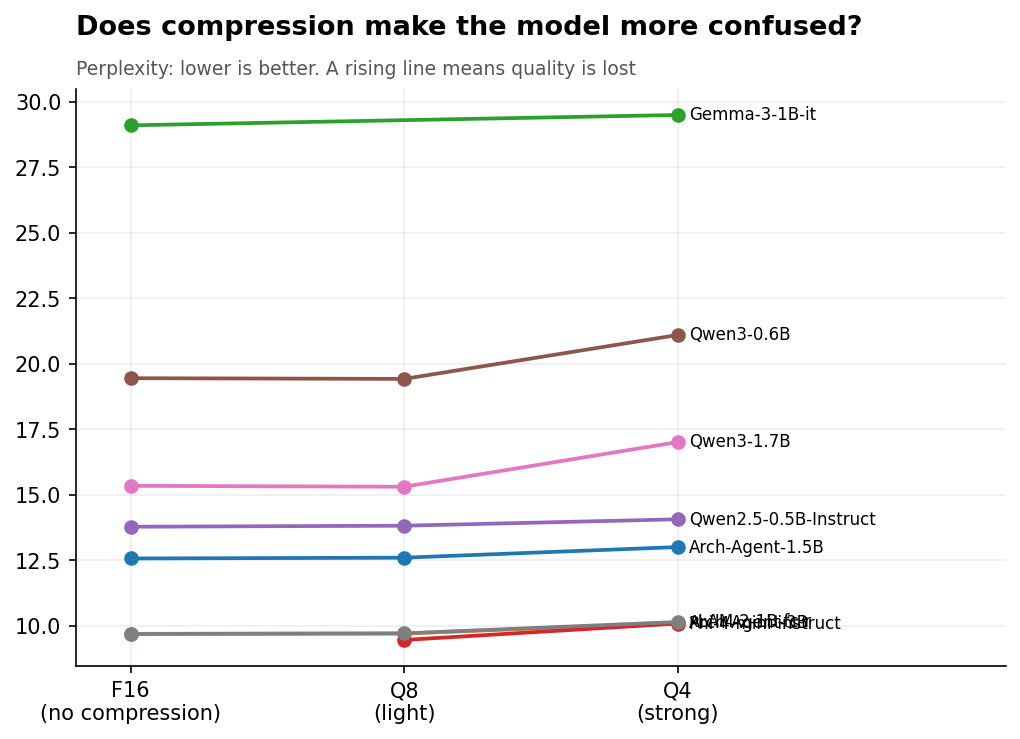 Does compression make the model more confused?
Perplexity: lower is better. A rising line means quality is lost
30.0
Gemma-3-1B-it
27.5
25.0
22.5
20.0
Qwen3-0.6B
17.5
Qwen3-1.7B
15.0
Qwen2.5-0.5B-Instruct
12.5
Arch-Agent-1.5B
10.0
F16
(no compression)
Q8
(light)
Q4
(strong)